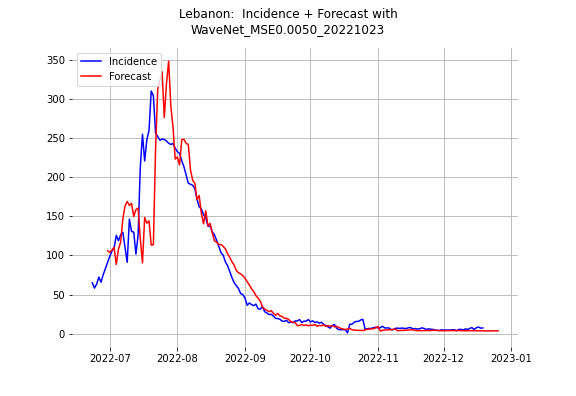 Lebanon:  Incidence + Forecast with
WaveNet_MSE0.0050_20221023
Incidence
Forecast
350
300
250
200
150
100
50
0
2022-07 2022-08 2022-09 2022-10 2022-11 2022-12 2023-01